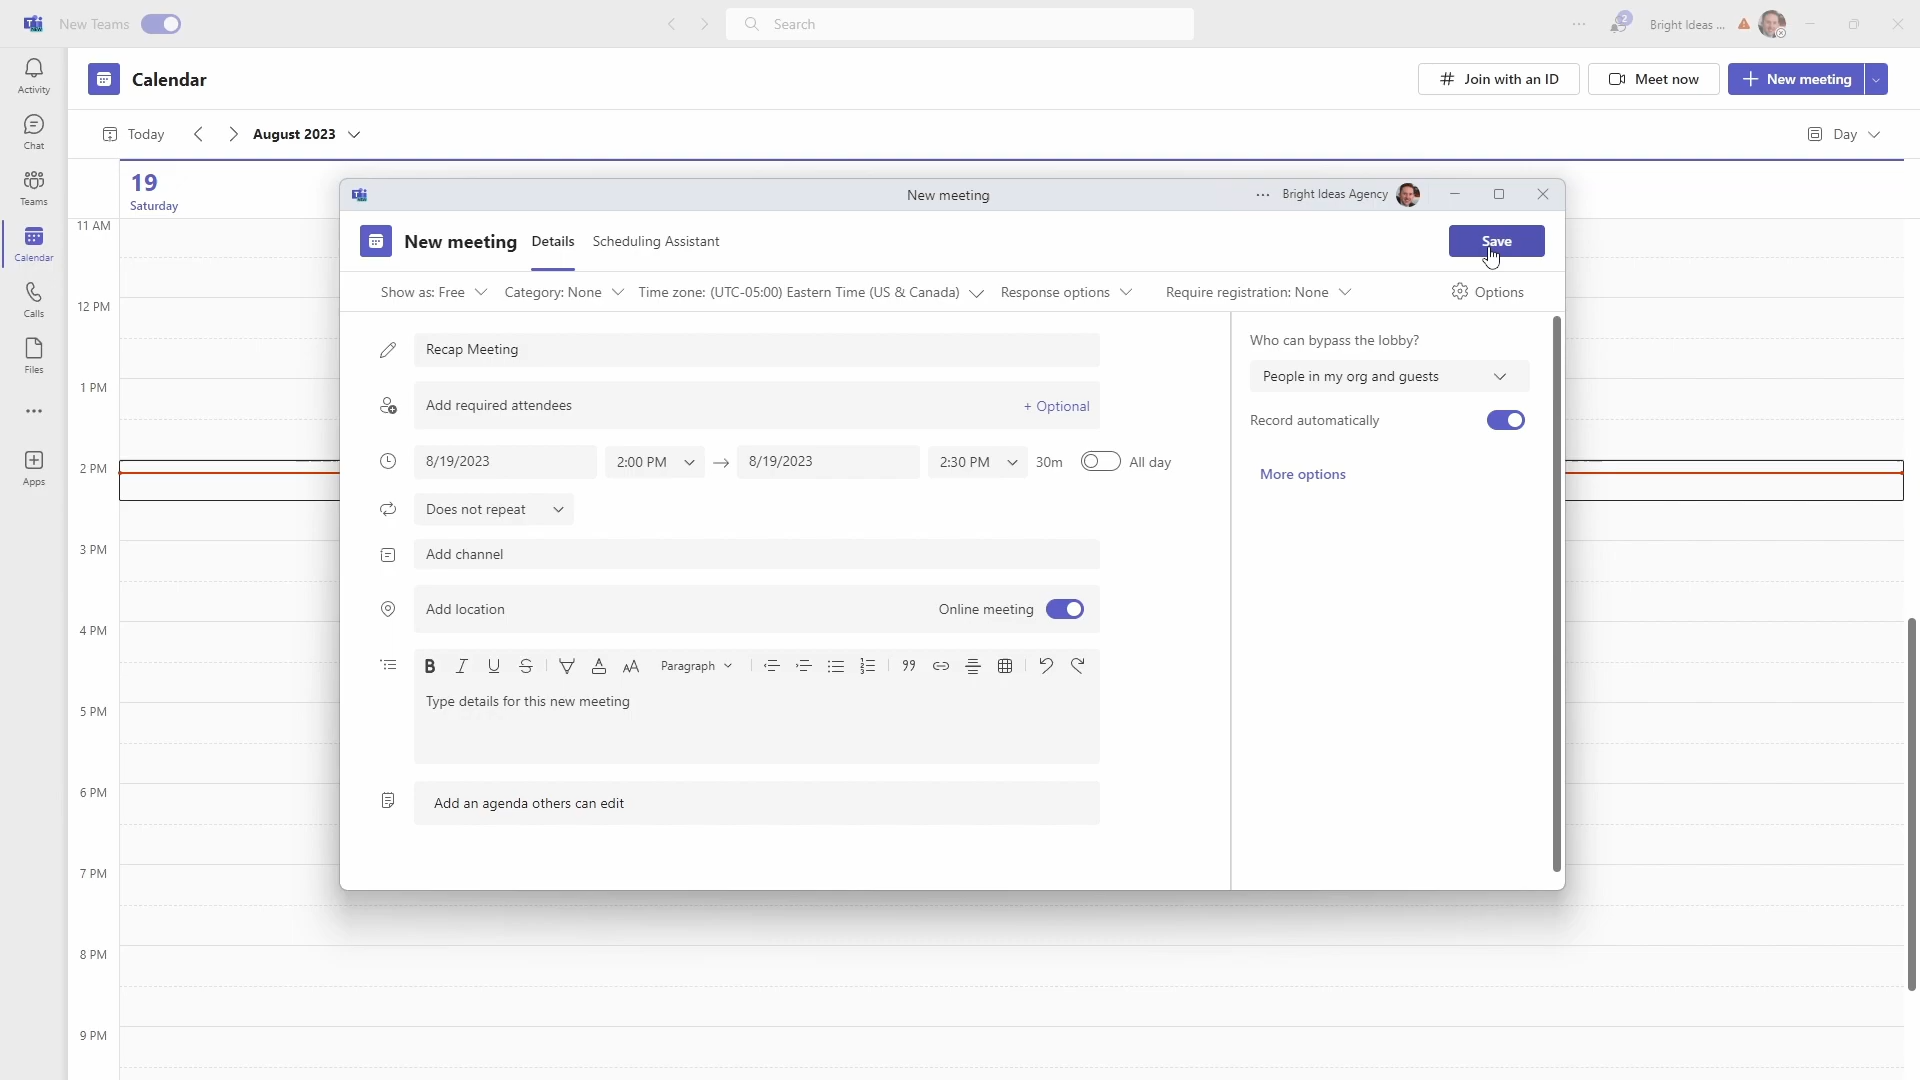 New Teams
Search
2
Bright Ideas ...
Activity
Chat
Teams
Calendar
Calls
Files
Apps
Calendar
Join with an ID
Meet now
New meeting
Today
August 2023
Day
19
Saturday
11 AM
12 PM
1 PM
2 PM
3 PM
4 PM
5 PM
6 PM
7 PM
8 PM
9 PM
New meeting
Bright Ideas Agency
New meeting
Details
Scheduling Assistant
Save
Show as: Free
Category: None
Time zone: (UTC-05:00) Eastern Time (US & Canada)
Response options
Require registration: None
Options
Recap Meeting
Add required attendees
+ Optional
8/19/2023
2:00 PM
8/19/2023
2:30 PM
30m
All day
Does not repeat
Add channel
Add location
Online meeting
Paragraph
Type details for this new meeting
Add an agenda others can edit
Who can bypass the lobby?
People in my org and guests
Record automatically
More options